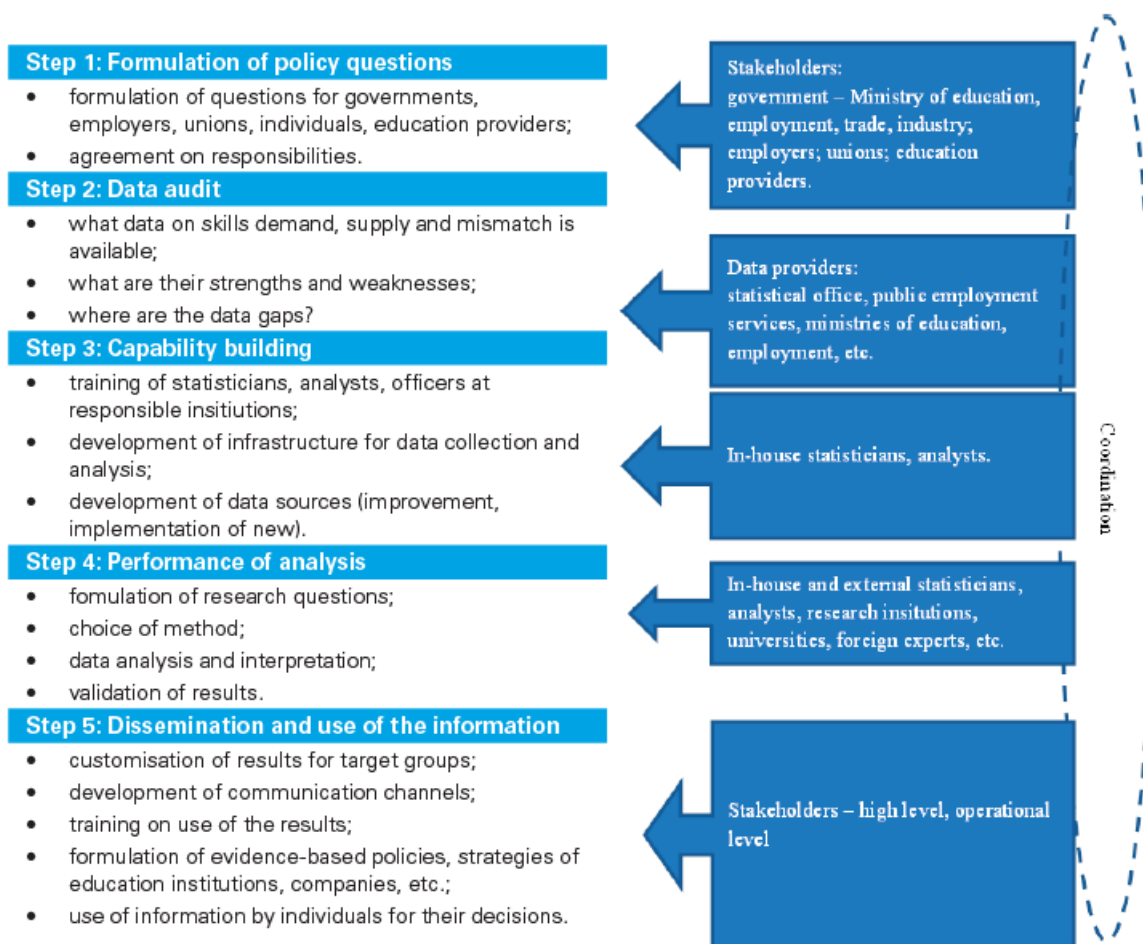 Step 1: Formulation of policy questions
• formulation of questions for governments,
employers, unions, individuals, education providers;
• agreement on responsibilities.
Stakeholders:
government – Ministry of education,
employment, trade, industry;
employers; unions; education
providers.
Step 2: Data audit
• what data on skills demand, supply and mismatch is
available;
• what are their strengths and weaknesses;
• where are the data gaps?
Data providers:
statistical office, public employment
services, ministries of education,
employment, etc.
Step 3: Capability building
• training of statisticians, analysts, officers at
responsible insitiutions;
• development of infrastructure for data collection and
analysis;
• development of data sources (improvement,
implementation of new).
In-house statisticians, analysts.
Step 4: Performance of analysis
• fomulation of research questions;
• choice of method;
• data analysis and interpretation;
• validation of results.
In-house and external statisticians,
analysts, research insitutions,
universities, foreign experts, etc.
Step 5: Dissemination and use of the information
• customisation of results for target groups;
• development of communication channels;
• training on use of the results;
• formulation of evidence-based policies, strategies of
education institutions, companies, etc.;
• use of information by individuals for their decisions.
Stakeholders – high level, operational
level
Coordination